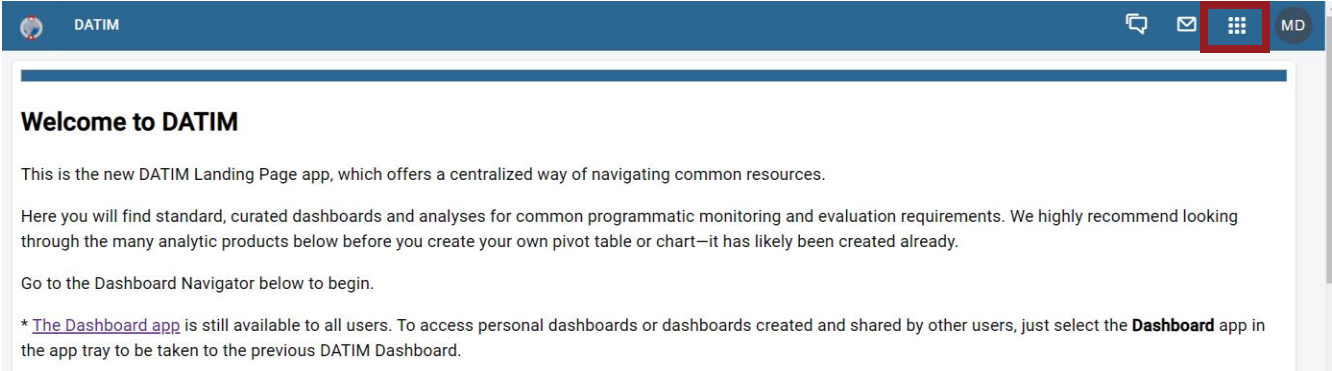 DATIM
MD
Welcome to DATIM
This is the new DATIM Landing Page app, which offers a centralized way of navigating common resources.
Here you will find standard, curated dashboards and analyses for common programmatic monitoring and evaluation requirements. We highly recommend looking
through the many analytic products below before you create your own pivot table or chart—it has likely been created already.
Go to the Dashboard Navigator below to begin.
* The Dashboard app is still available to all users. To access personal dashboards or dashboards created and shared by other users, just select the Dashboard app in
the app tray to be taken to the previous DATIM Dashboard.